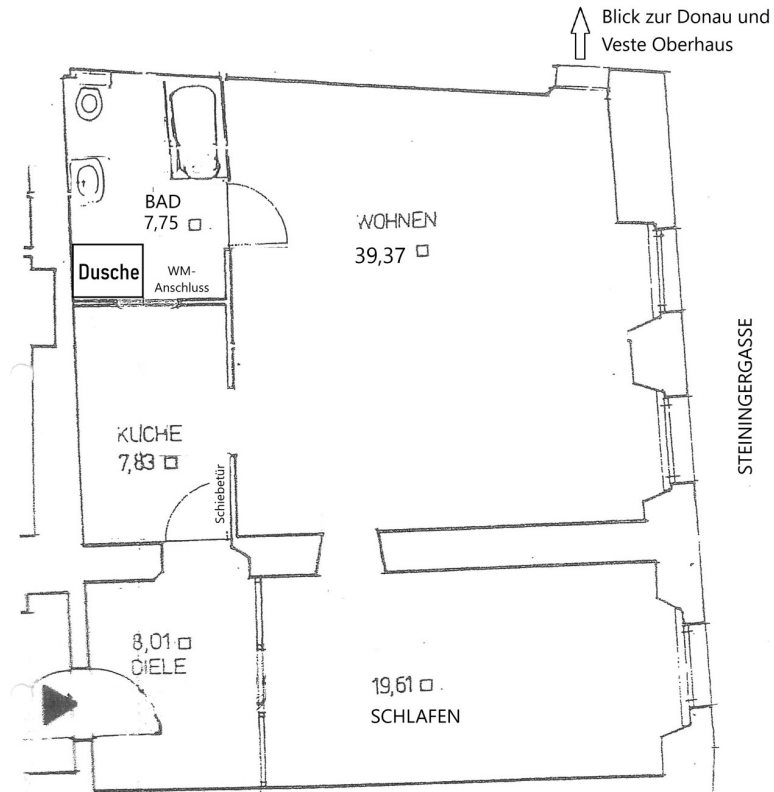 Blick zur Donau und
Veste Oberhaus
BAD
7,75
WOHNEN
39,37
Dusche
WM-
Anschluss
STEININGERGASSE
KÜCHE
7,83
Schiebetür
8,01
DIELE
19,61
SCHLAFEN